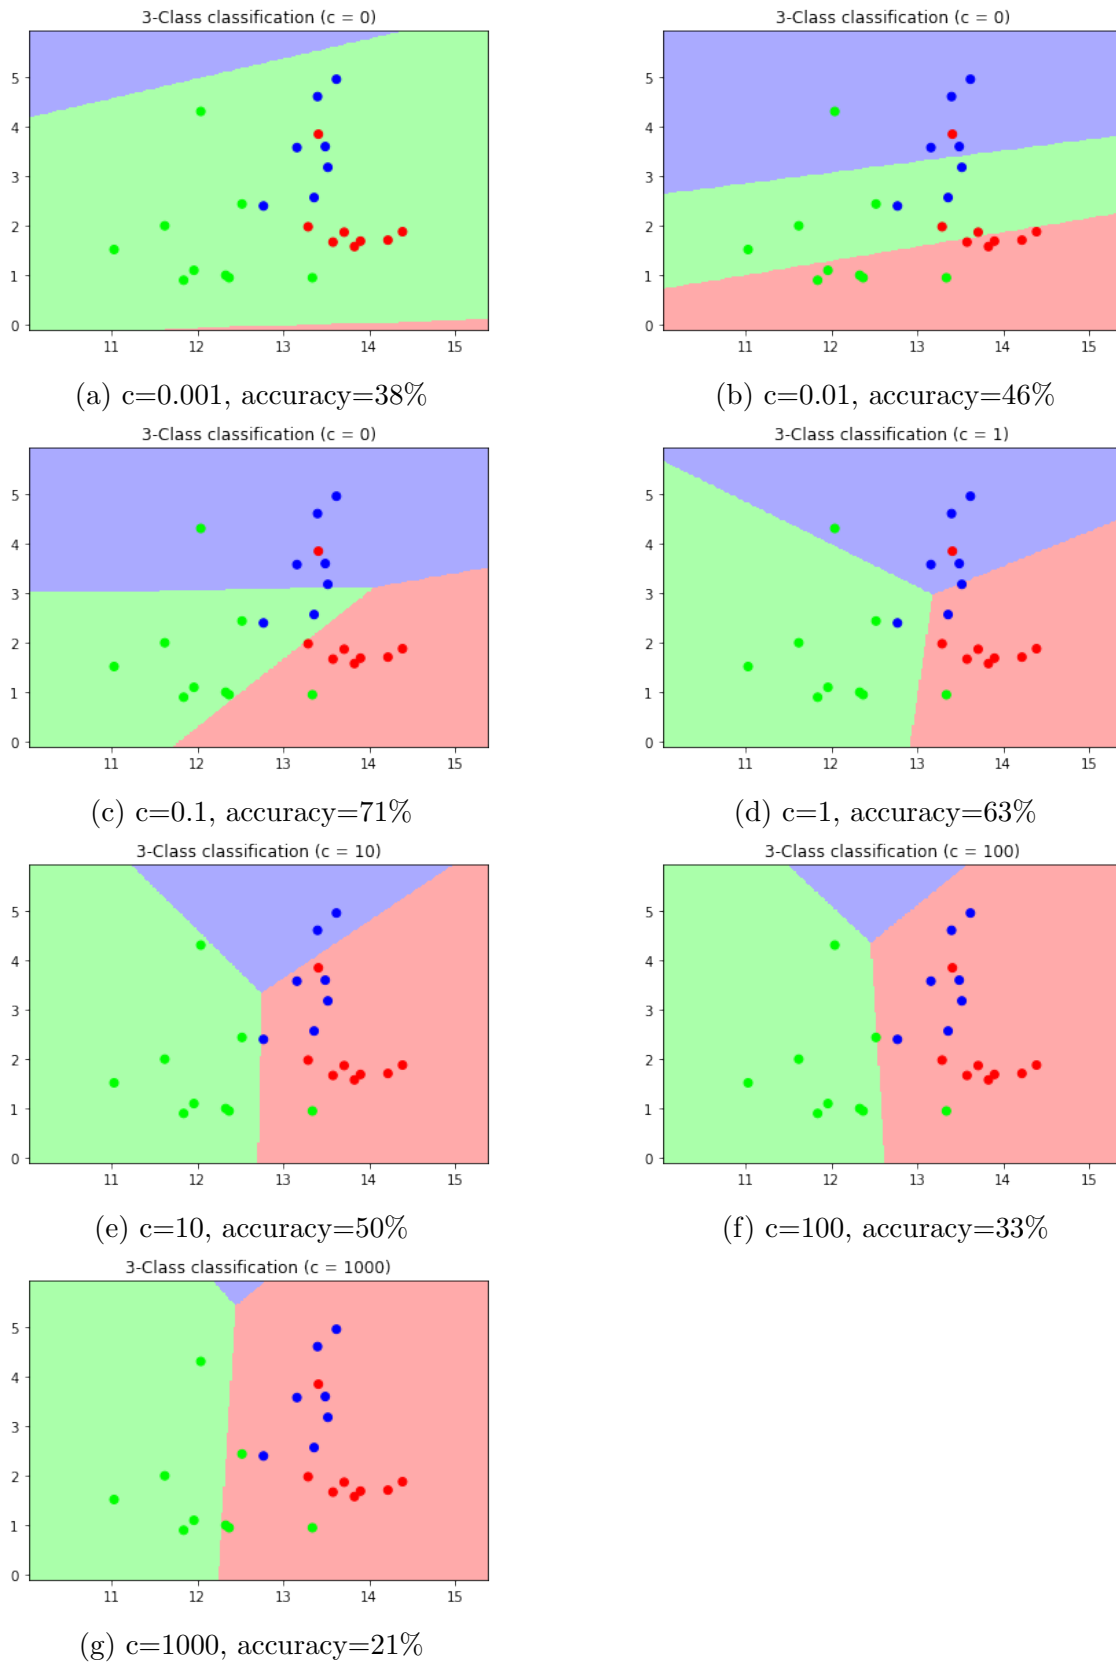 3-Class classification (c = 0)
5
4
3
2
1
0
11 12 13 14 15
(a) c=0.001, accuracy=38%
3-Class classification (c = 0)
5
4
3
2
1
0
11 12 13 14 15
(b) c=0.01, accuracy=46%
3-Class classification (c = 0)
5
4
3
2
1
0
11 12 13 14 15
(c) c=0.1, accuracy=71%
3-Class classification (c = 1)
5
4
3
2
1
0
11 12 13 14 15
(d) c=1, accuracy=63%
3-Class classification (c = 10)
5
4
3
2
1
0
11 12 13 14 15
(e) c=10, accuracy=50%
3-Class classification (c = 100)
5
4
3
2
1
0
11 12 13 14 15
(f) c=100, accuracy=33%
3-Class classification (c = 1000)
5
4
3
2
1
0
11 12 13 14 15
(g) c=1000, accuracy=21%